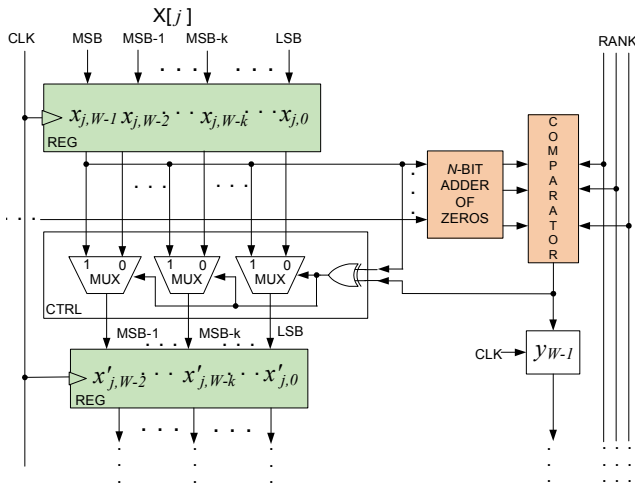 X[j]
CLK MSB MSB-1 MSB-k LSB RANK
. . . . . . . .
x_{j,W-1} x_{j,W-2} · · x_{j,W-k} · · x_{j,0}
REG
N-BIT ADDER OF ZEROS
COMPARATOR
1 0 1 0 1 0
MUX MUX MUX
CTRL
MSB-1 MSB-k LSB
x'_{j,W-2} · · · x'_{j,W-k} · · x'_{j,0}
REG
CLK y_{W-1}